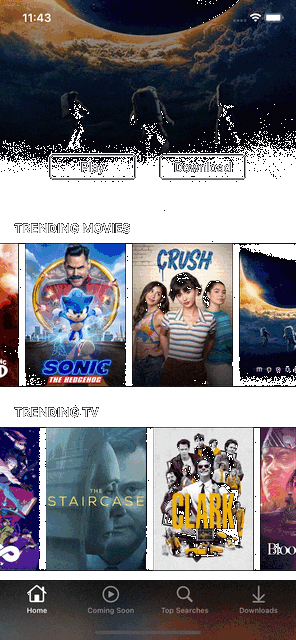 11:43
Play
Download
TRENDING MOVIES
CRUSH
SONIC
THE HEDGEHOG
TRENDING TV
THE
STAIRCASE
CLARK
Home
Coming Soon
Top Searches
Downloads